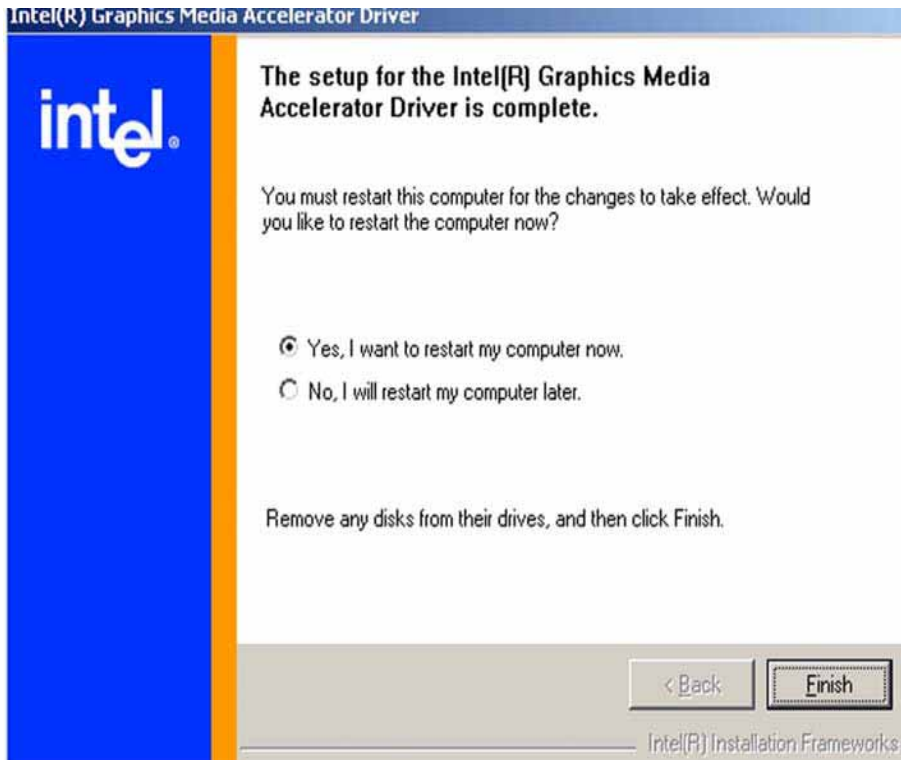 Intel(R) Graphics Media Accelerator Driver
intel®
The setup for the Intel(R) Graphics Media
Accelerator Driver is complete.
You must restart this computer for the changes to take effect. Would
you like to restart the computer now?
Yes, I want to restart my computer now.
No, I will restart my computer later.
Remove any disks from their drives, and then click Finish.
< Back
Finish
Intel(R) Installation Frameworks